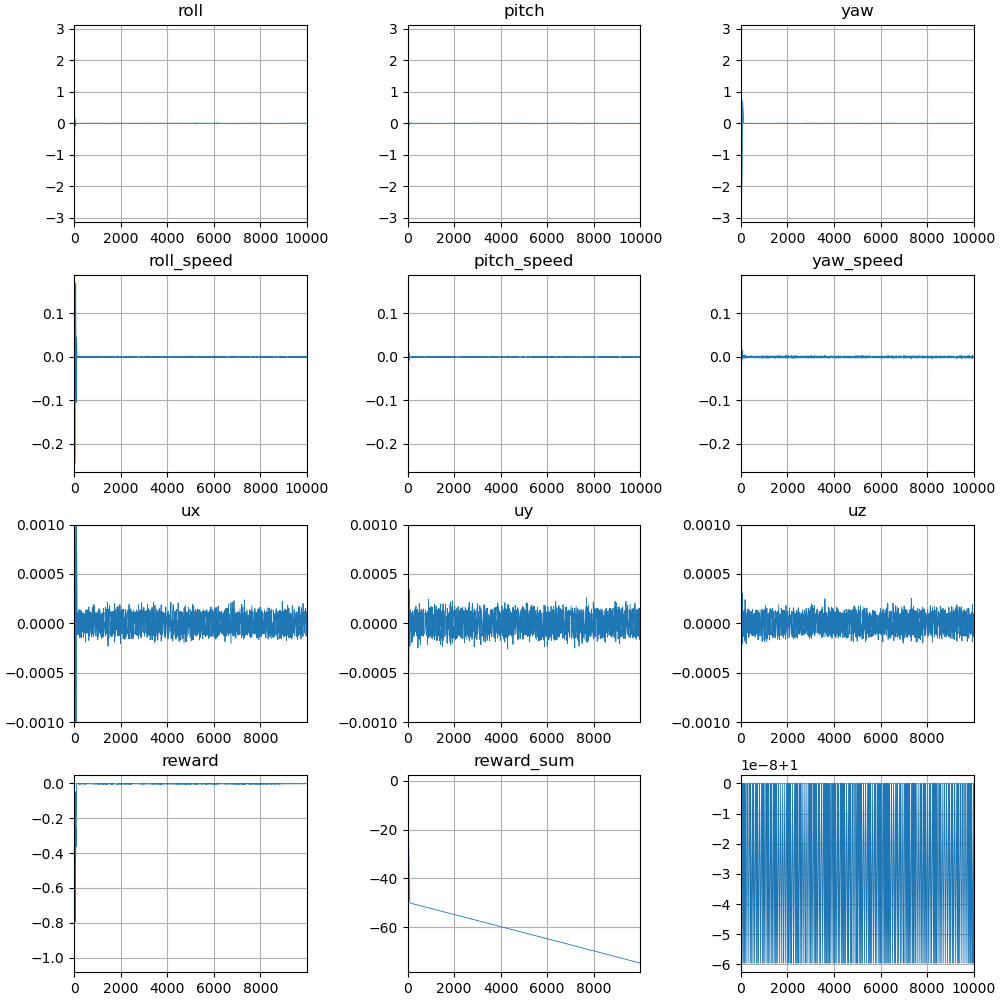 roll pitch yaw
3 3 3
2 2 2
1 1 1
0 0 0
−1 −1 −1
−2 −2 −2
−3 −3 −3
0 2000 4000 6000 8000 10000 0 2000 4000 6000 8000 10000 0 2000 4000 6000 8000 10000
roll_speed pitch_speed yaw_speed
0.1 0.1 0.1
0.0 0.0 0.0
−0.1 −0.1 −0.1
−0.2 −0.2 −0.2
0 2000 4000 6000 8000 10000 0 2000 4000 6000 8000 10000 0 2000 4000 6000 8000 10000
ux uy uz
0.0010 0.0010 0.0010
0.0005 0.0005 0.0005
0.0000 0.0000 0.0000
−0.0005 −0.0005 −0.0005
−0.0010 −0.0010 −0.0010
0 2000 4000 6000 8000 0 2000 4000 6000 8000 0 2000 4000 6000 8000
reward reward_sum 1e−8+1
0.0 0 0
−0.2 −20 −1
−0.4 −40 −2
−0.6 −60 −3
−0.8 −4
−1.0 −5
−6
0 2000 4000 6000 8000 10000 0 2000 4000 6000 8000 0 2000 4000 6000 8000 10000